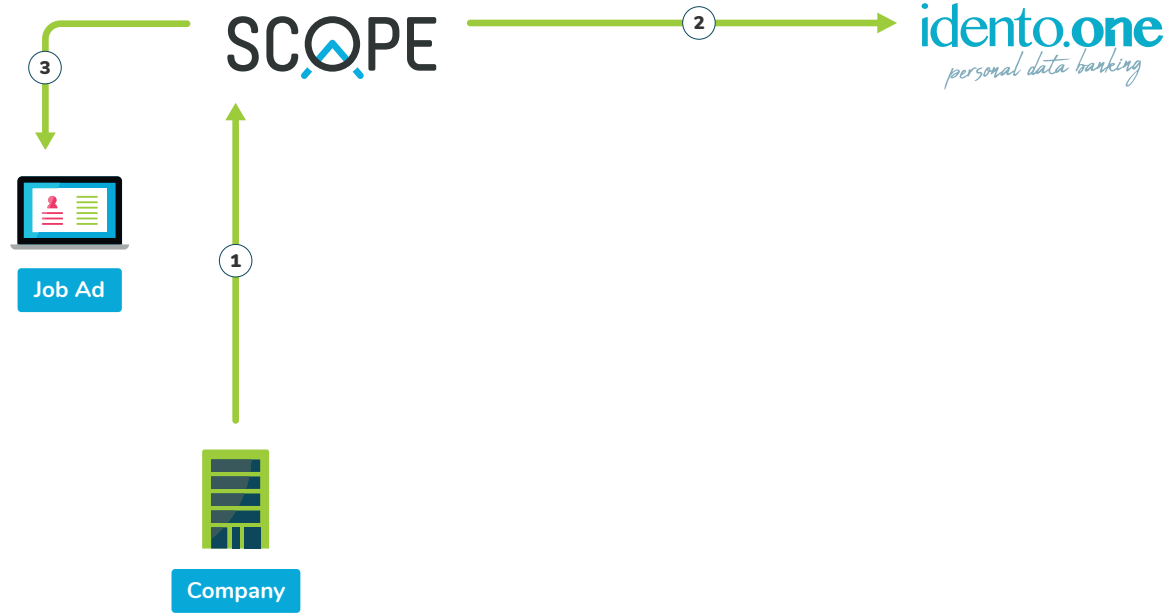 SCOPE
2
idento.one
personal data banking
3
1
Job Ad
Company